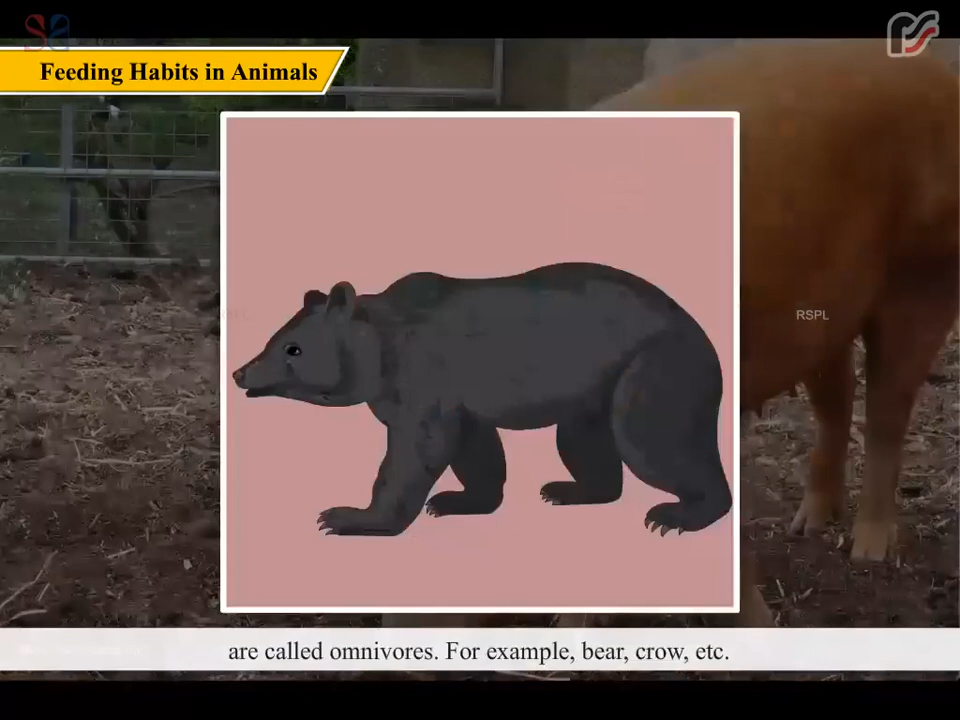 Feeding Habits in Animals
RSPL
are called omnivores. For example, bear, crow, etc.